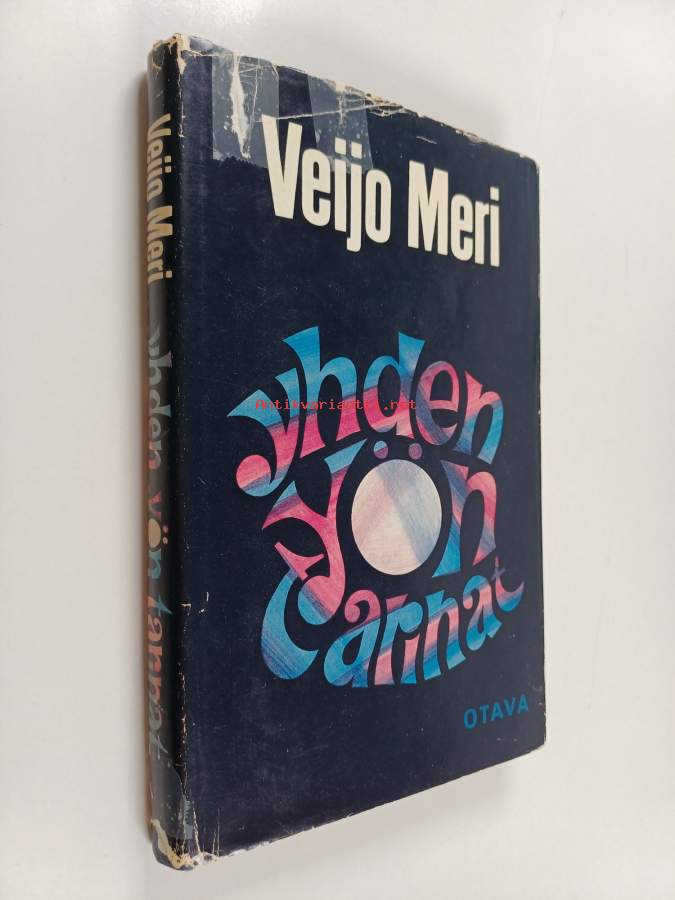 Veijo Meri yhden yön tarinat
Veijo Meri
yhden
yön
tarinat
OTAVA
Antikvariaatti.net